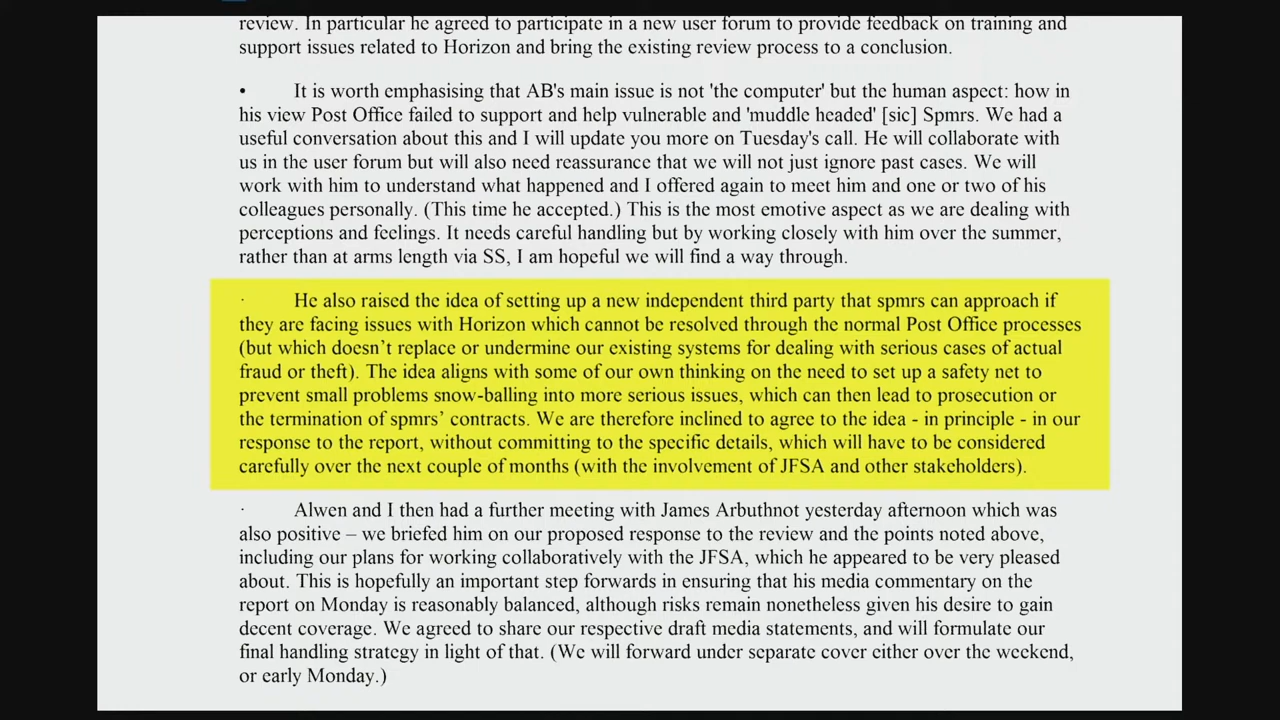 review. In particular he agreed to participate in a new user forum to provide feedback on training and
support issues related to Horizon and bring the existing review process to a conclusion.
• It is worth emphasising that AB's main issue is not 'the computer' but the human aspect: how in
his view Post Office failed to support and help vulnerable and 'muddle headed' [sic] Spmrs. We had a
useful conversation about this and I will update you more on Tuesday's call. He will collaborate with
us in the user forum but will also need reassurance that we will not just ignore past cases. We will
work with him to understand what happened and I offered again to meet him and one or two of his
colleagues personally. (This time he accepted.) This is the most emotive aspect as we are dealing with
perceptions and feelings. It needs careful handling but by working closely with him over the summer,
rather than at arms length via SS, I am hopeful we will find a way through.
· He also raised the idea of setting up a new independent third party that spmrs can approach if
they are facing issues with Horizon which cannot be resolved through the normal Post Office processes
(but which doesn’t replace or undermine our existing systems for dealing with serious cases of actual
fraud or theft). The idea aligns with some of our own thinking on the need to set up a safety net to
prevent small problems snow-balling into more serious issues, which can then lead to prosecution or
the termination of spmrs’ contracts. We are therefore inclined to agree to the idea - in principle - in our
response to the report, without committing to the specific details, which will have to be considered
carefully over the next couple of months (with the involvement of JFSA and other stakeholders).
· Alwen and I then had a further meeting with James Arbuthnot yesterday afternoon which was
also positive – we briefed him on our proposed response to the review and the points noted above,
including our plans for working collaboratively with the JFSA, which he appeared to be very pleased
about. This is hopefully an important step forwards in ensuring that his media commentary on the
report on Monday is reasonably balanced, although risks remain nonetheless given his desire to gain
decent coverage. We agreed to share our respective draft media statements, and will formulate our
final handling strategy in light of that. (We will forward under separate cover either over the weekend,
or early Monday.)